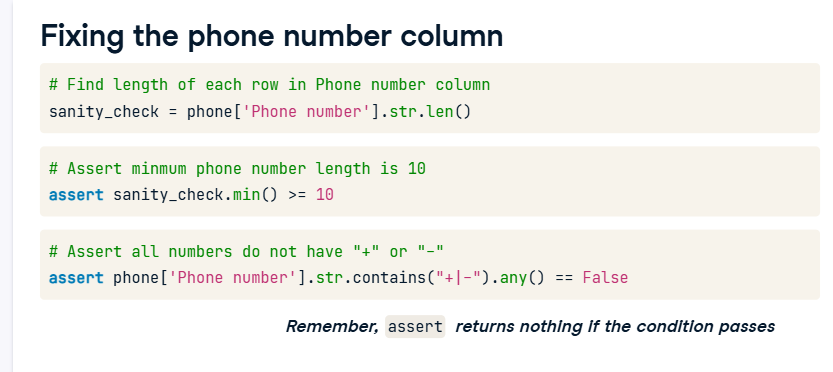 Fixing the phone number column
# Find length of each row in Phone number column
sanity_check = phone['Phone number'].str.len()
# Assert minmum phone number length is 10
assert sanity_check.min() >= 10
# Assert all numbers do not have "+" or "-"
assert phone['Phone number'].str.contains("+|-").any() == False
Remember, assert returns nothing if the condition passes